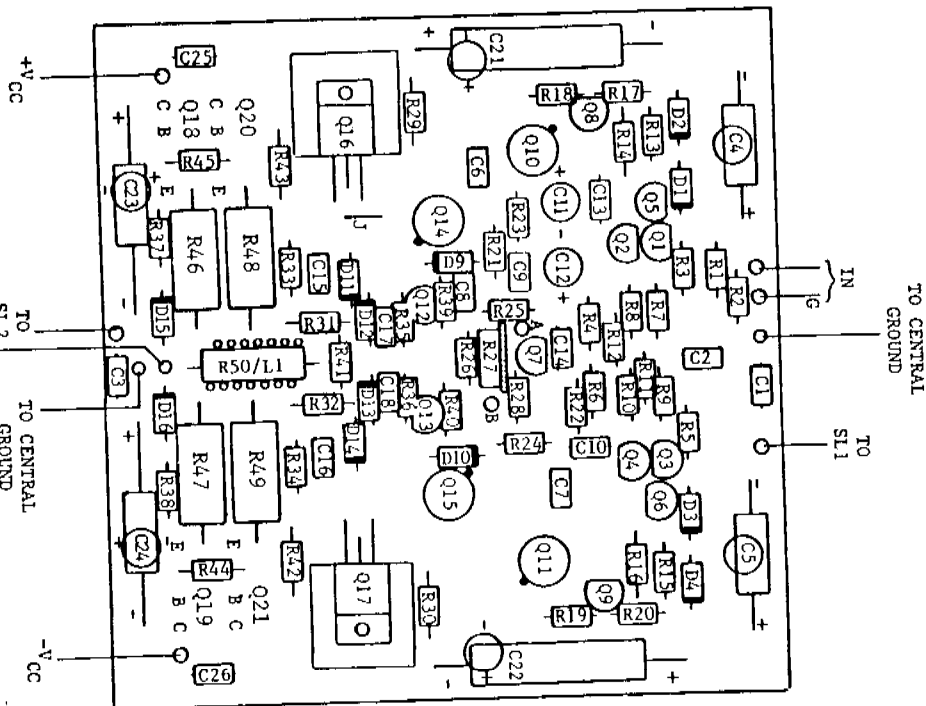 +
C21
-
-
C25
+VCC
C B
Q18
C B
Q20
R45
R43
Q16
R29
+
R18
R17
Q8
D2
R13
R14
C4
Q10
C6
+
C11
-
C13
D1
Q5
Q1
Q2
+
+
C23
-
E
E
R37
R46
R48
R33
C15
J
Q14
R23
R21
C9
C12
+
R3
R1
R2
IN
G
D11
D9
C8
R39
Q12
R35
C17
D12
R31
R25
A
R4
R8
R7
R12
TO CENTRAL
GROUND
-
D15
TO
SL2
C3
R50/L1
R41
R26
R27
Q7
C14
C2
C1
B
R28
R22
R6
R11
R10
R9
R5
TO CENTRAL
GROUND
D16
R32
D13
C18
R36
Q13
R40
R24
C10
Q4
Q3
TO
SL1
+
R38
R47
R49
R34
C16
D14
D10
Q15
C7
Q6
D3
-
C24
+
-
E
E
R44
R42
Q17
R30
Q11
R16
R15
D4
C5
+
B C
Q19
B C
Q21
Q9
R19
R20
-VCC
C26
-
C22
-
+